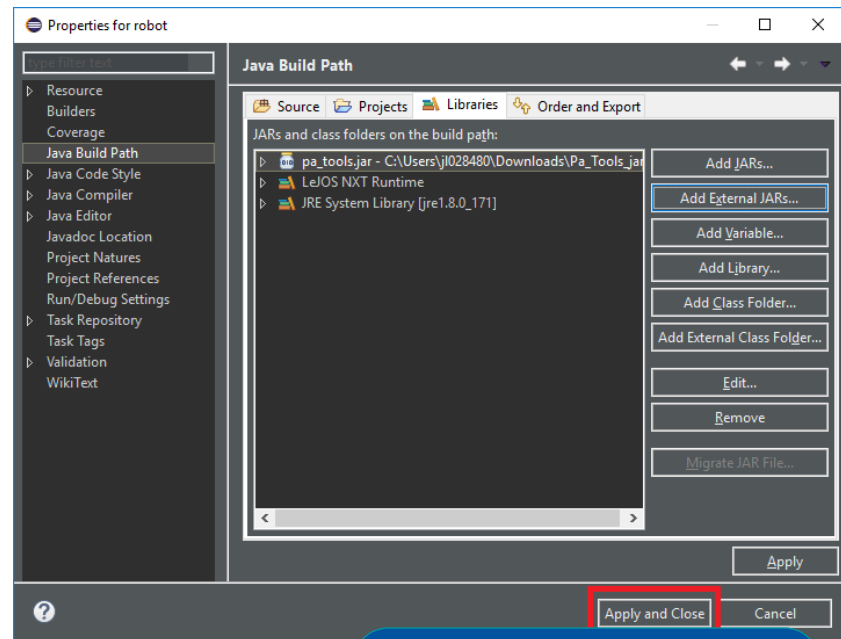 Properties for robot
type filter text
Resource
Builders
Coverage
Java Build Path
Java Code Style
Java Compiler
Java Editor
Javadoc Location
Project Natures
Project References
Run/Debug Settings
Task Repository
Task Tags
Validation
WikiText
Java Build Path
Source Projects Libraries Order and Export
JARs and class folders on the build path:
pa_tools.jar - C:\Users\jl028480\Downloads\Pa_Tools_jar
LeJOS NXT Runtime
JRE System Library [jre1.8.0_171]
Add JARs...
Add External JARs...
Add Variable...
Add Library...
Add Class Folder...
Add External Class Folder...
Edit...
Remove
Migrate JAR File...
Apply
Apply and Close
Cancel